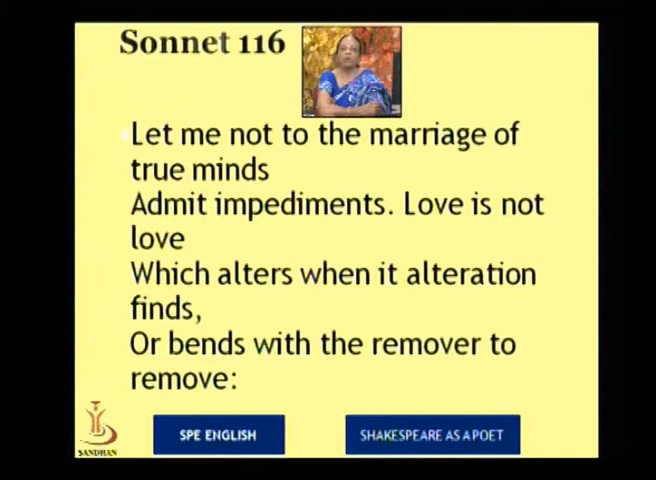 Sonnet 116
Let me not to the marriage of
true minds
Admit impediments. Love is not
love
Which alters when it alteration
finds,
Or bends with the remover to
remove:
SANDHAN
SPE ENGLISH
SHAKESPEARE AS A POET